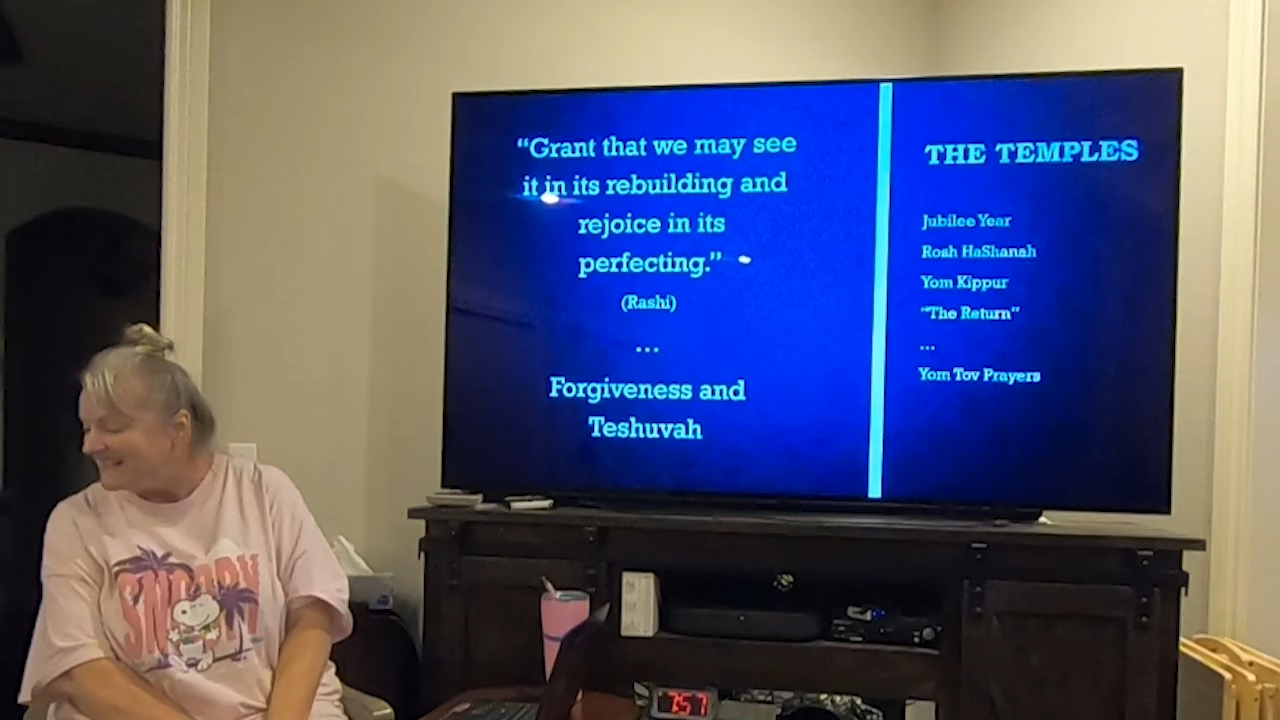 “Grant that we may see
it in its rebuilding and
rejoice in its
perfecting.”
(Rashi)
...
Forgiveness and
Teshuvah
THE TEMPLES
Jubilee Year
Rosh HaShanah
Yom Kippur
“The Return”
...
Yom Tov Prayers
SNOOPY
7:57